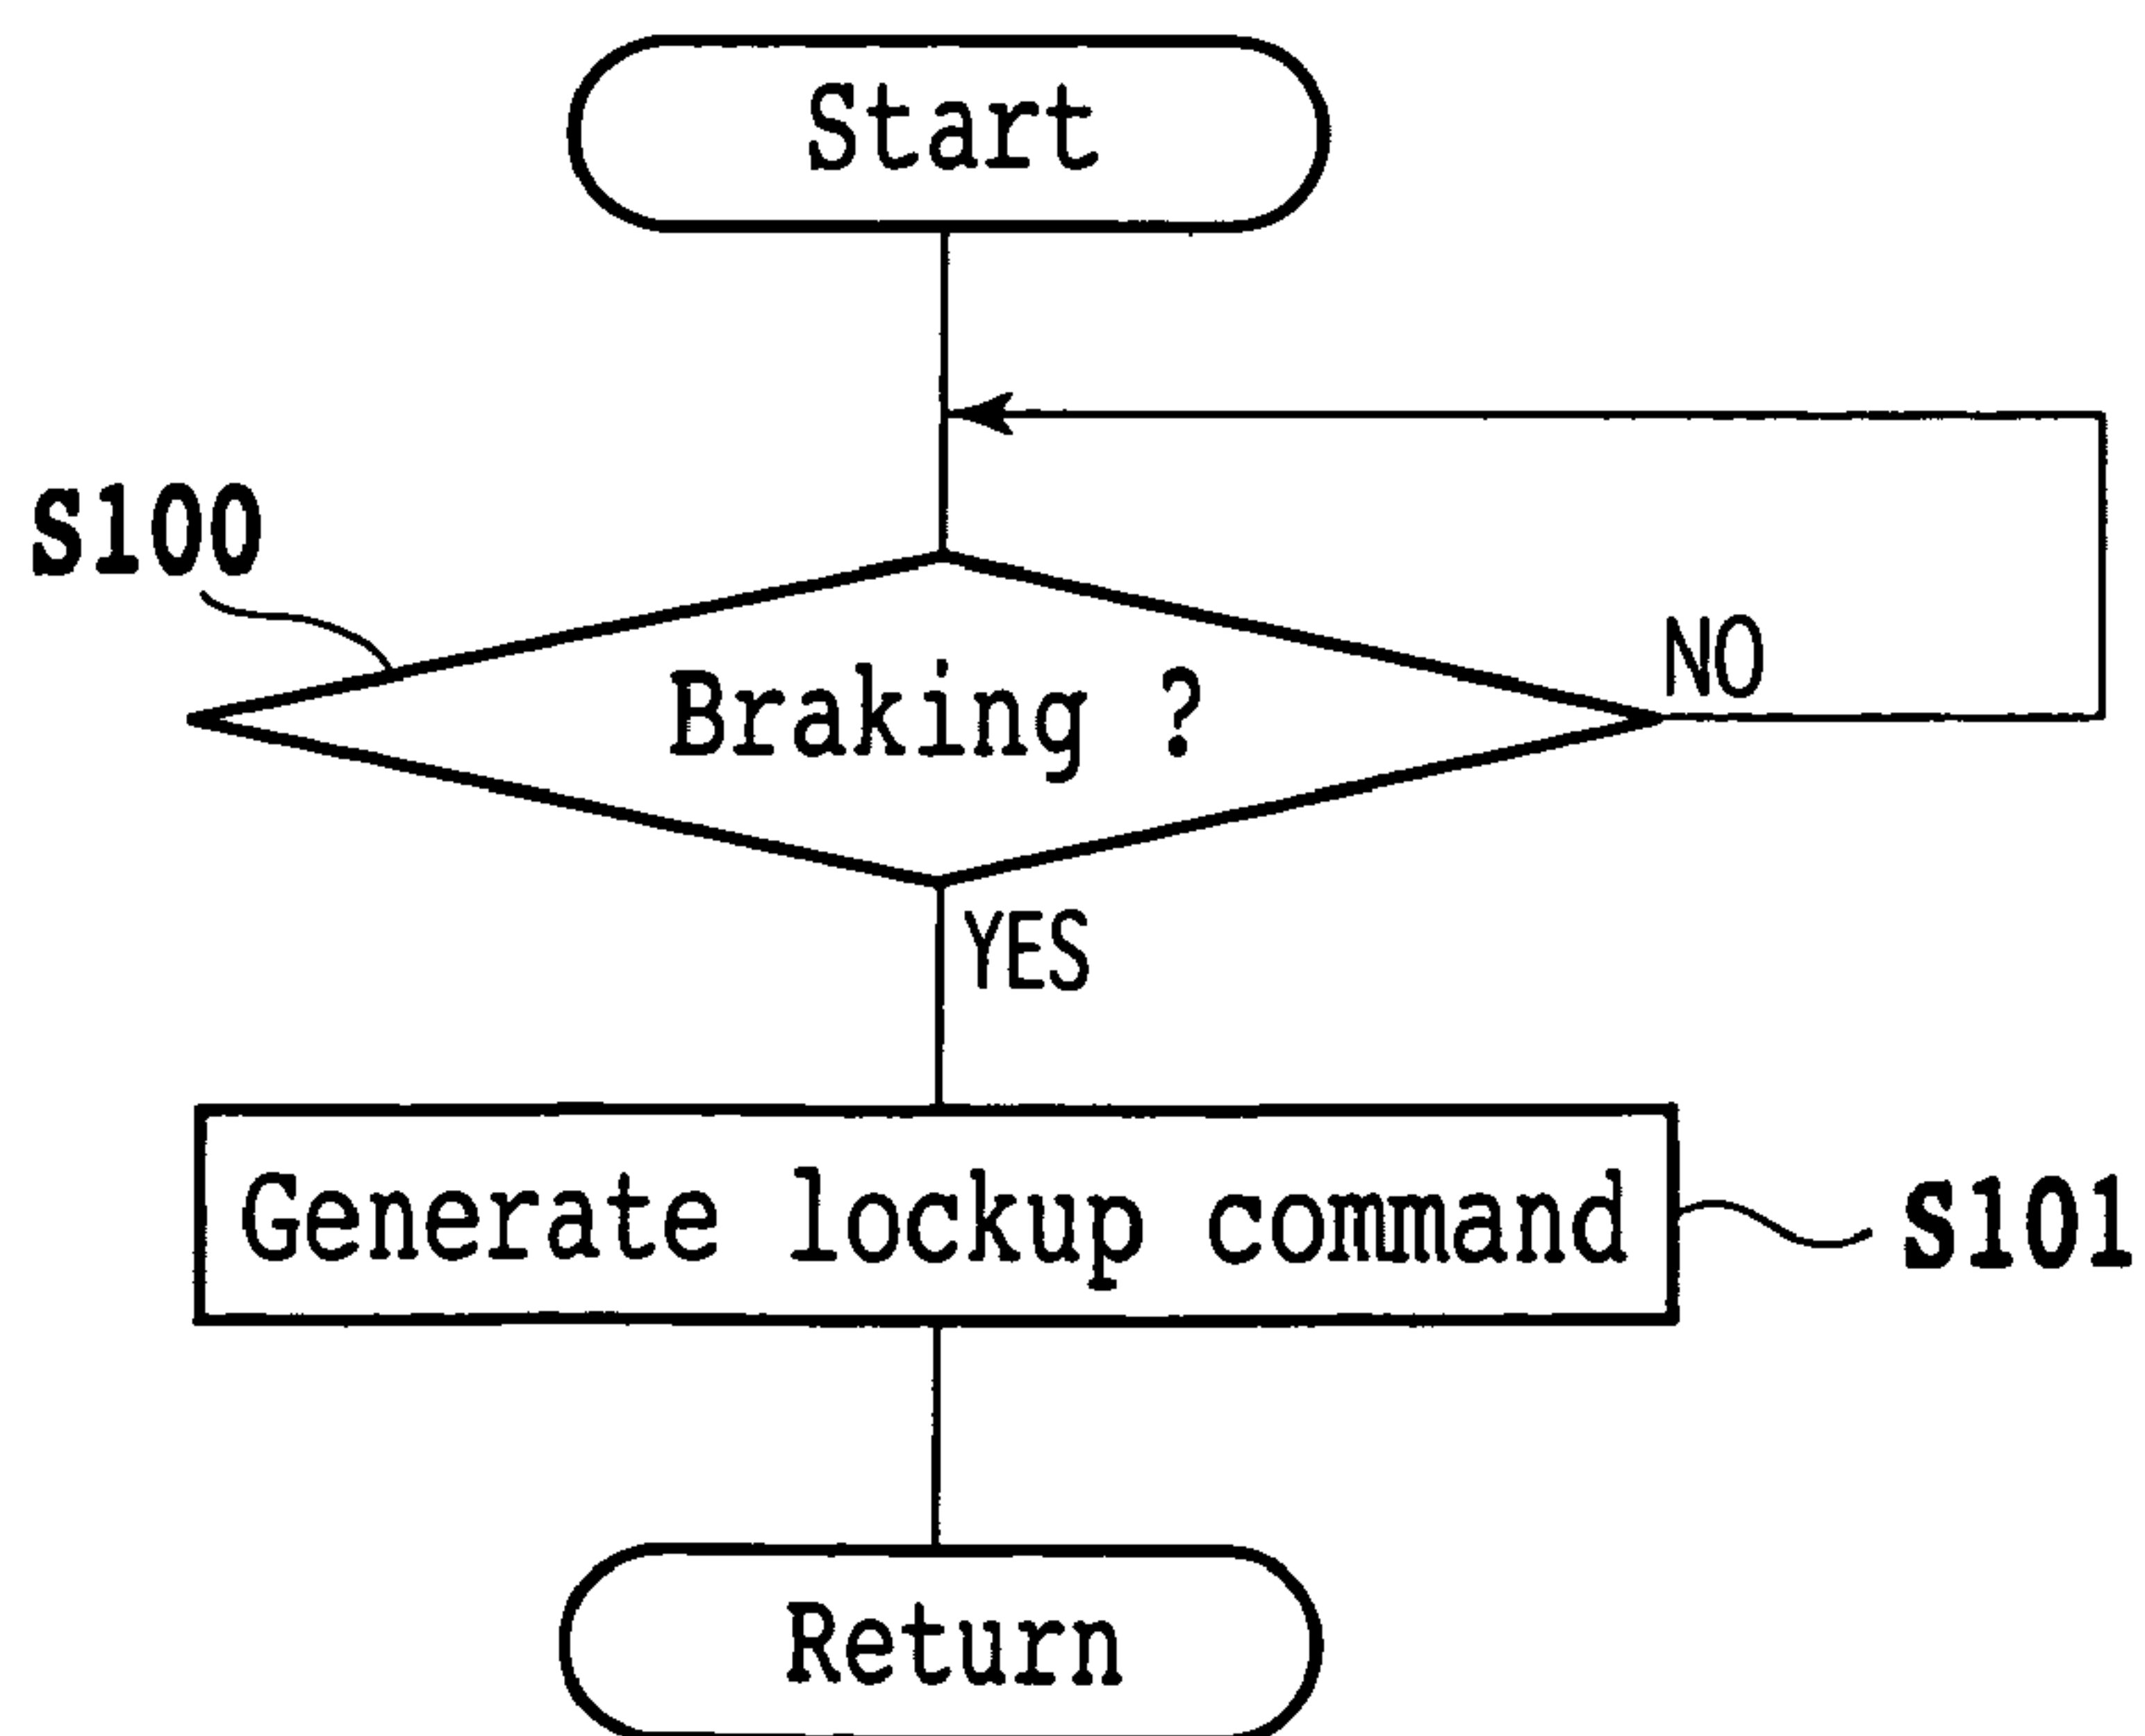 Start
S100
Braking ?
NO
YES
Generate lockup command
S101
Return